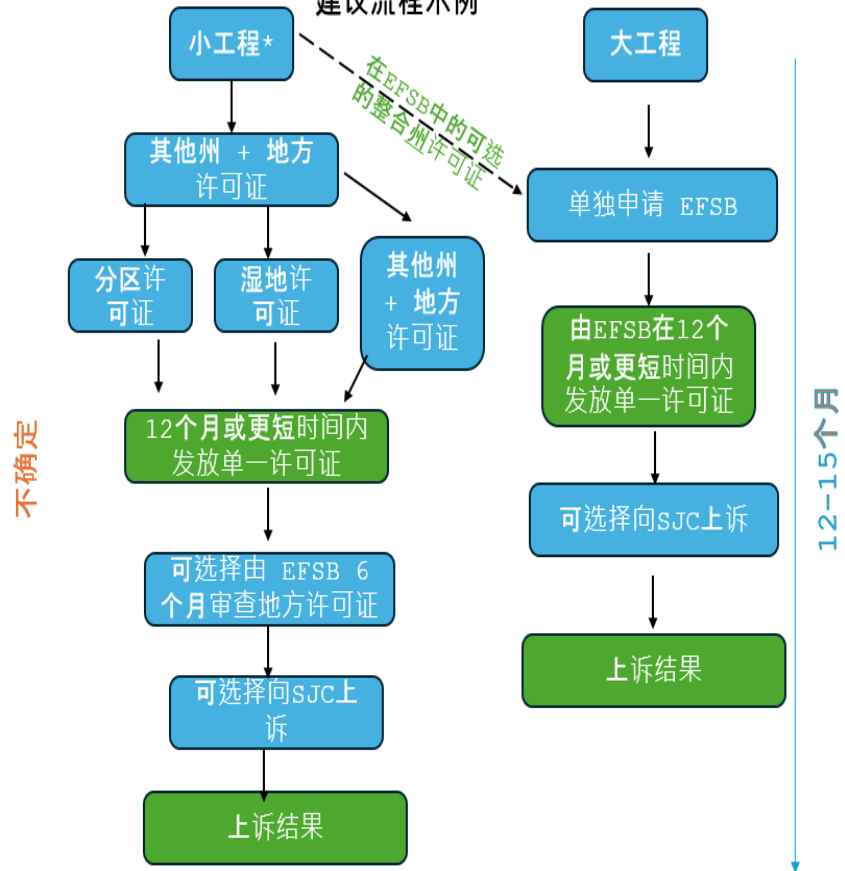 建议流程示例
小工程*
大工程
在EFSB中的可选
的整合州许可证
其他州 + 地方
许可证
单独申请 EFSB
分区许
可证
湿地许
可证
其他州
+ 地方
许可证
由EFSB在12个
月或更短时间内
发放单一许可证
12个月或更短时间内
发放单一许可证
不确定
12-15个月
可选择向SJC上诉
可选择由 EFSB 6
个月审查地方许可证
上诉结果
可选择向SJC上
诉
上诉结果